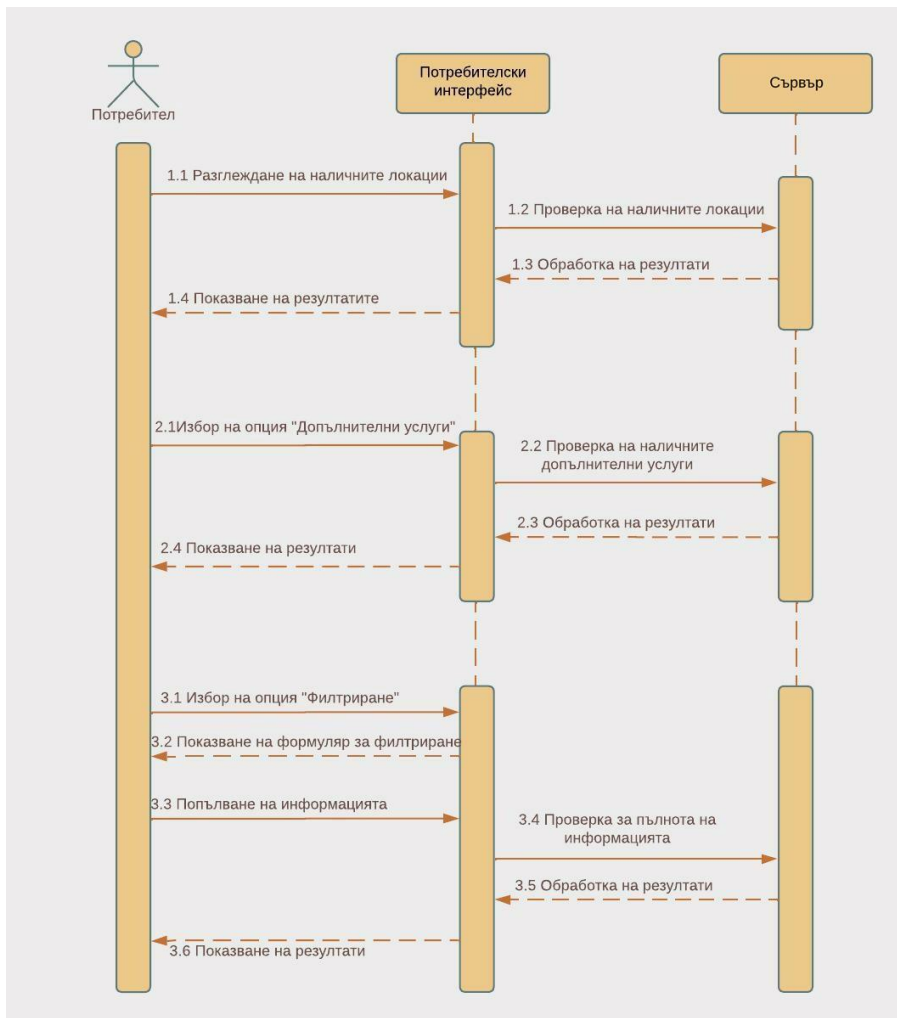 Потребител
Потребителски
интерфейс
Сървър
1.1 Разглеждане на наличните локации
1.2 Проверка на наличните локации
1.3 Обработка на резултати
1.4 Показване на резултатите
2.1Избор на опция "Допълнителни услуги"
2.2 Проверка на наличните
допълнителни услуги
2.3 Обработка на резултати
2.4 Показване на резултати
3.1 Избор на опция "Филтриране"
3.2 Показване на формуляр за филтриране
3.3 Попълване на информацията
3.4 Проверка за пълнота на
информацията
3.5 Обработка на резултати
3.6 Показване на резултати